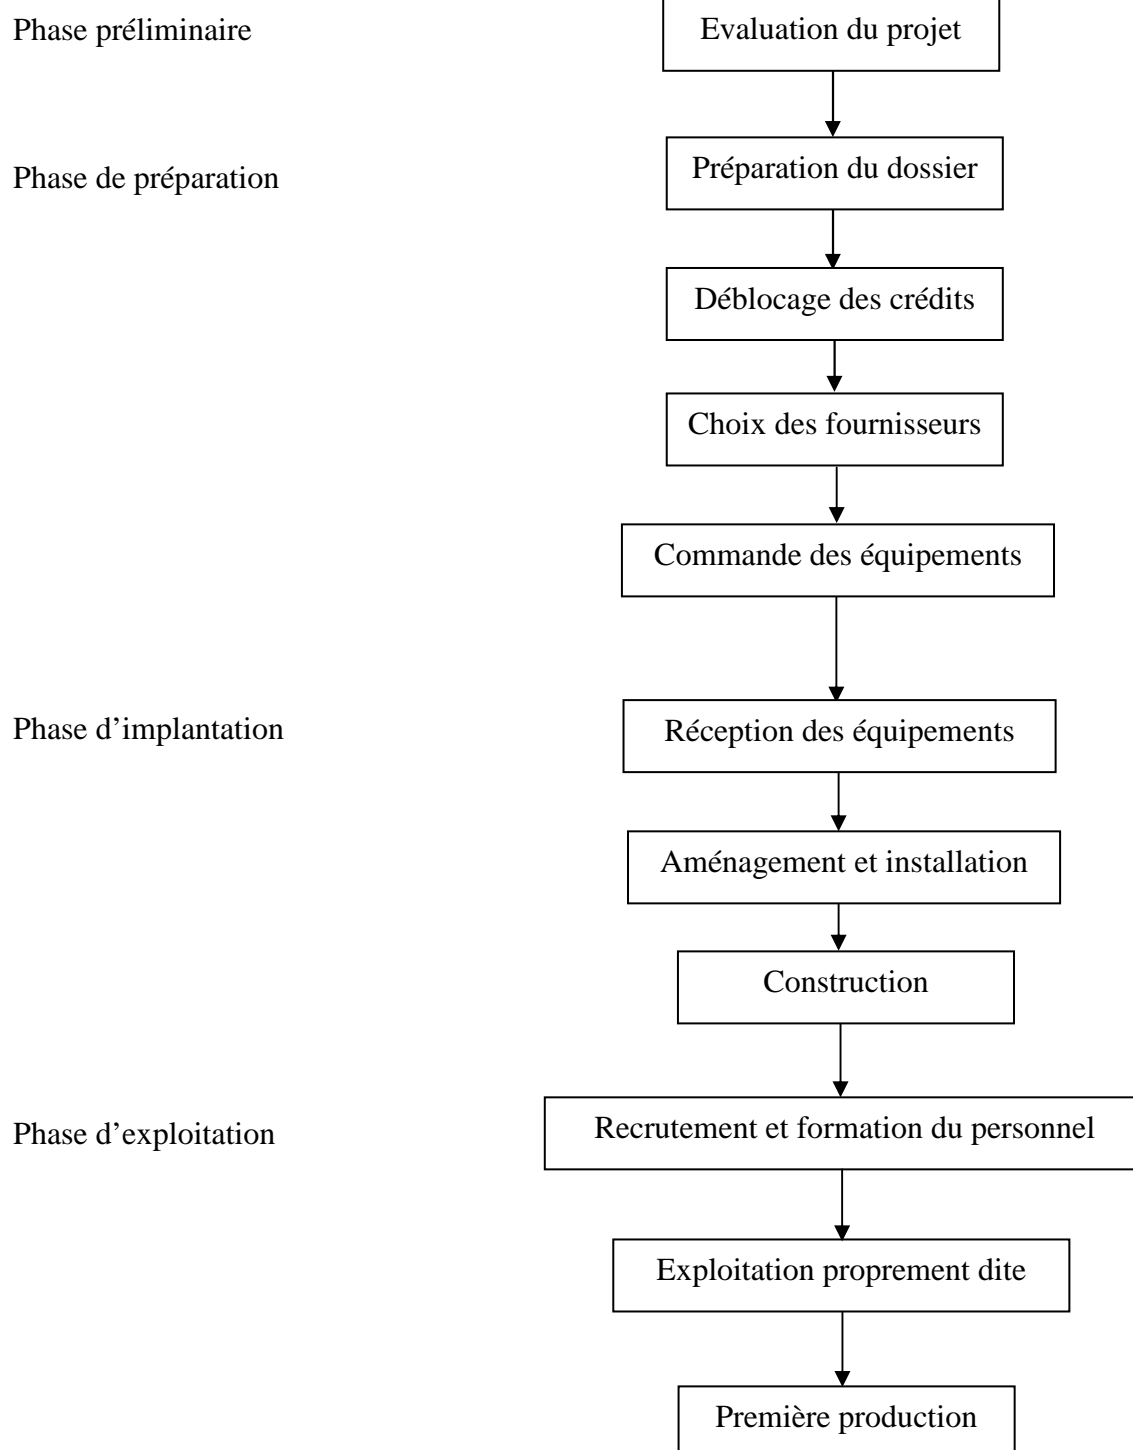 Phase préliminaire
Evaluation du projet
Phase de préparation
Préparation du dossier
Déblocage des crédits
Choix des fournisseurs
Commande des équipements
Phase d’implantation
Réception des équipements
Aménagement et installation
Construction
Phase d’exploitation
Recrutement et formation du personnel
Exploitation proprement dite
Première production